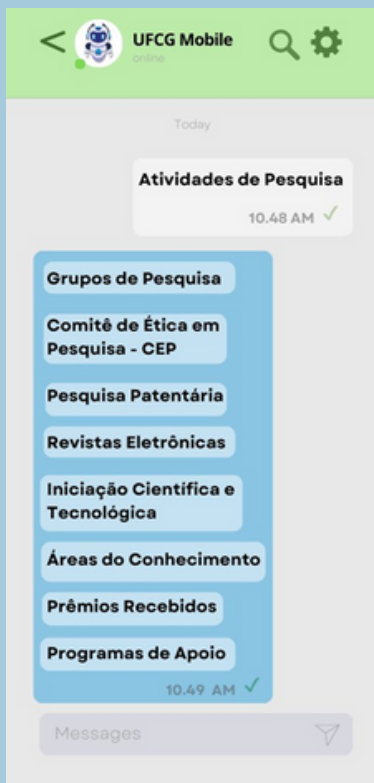 UFCG Mobile
online
Today
Atividades de Pesquisa
10.48 AM
Grupos de Pesquisa
Comitê de Ética em
Pesquisa - CEP
Pesquisa Patentária
Revistas Eletrônicas
Iniciação Científica e
Tecnológica
Áreas do Conhecimento
Prêmios Recebidos
Programas de Apoio
10.49 AM
Messages